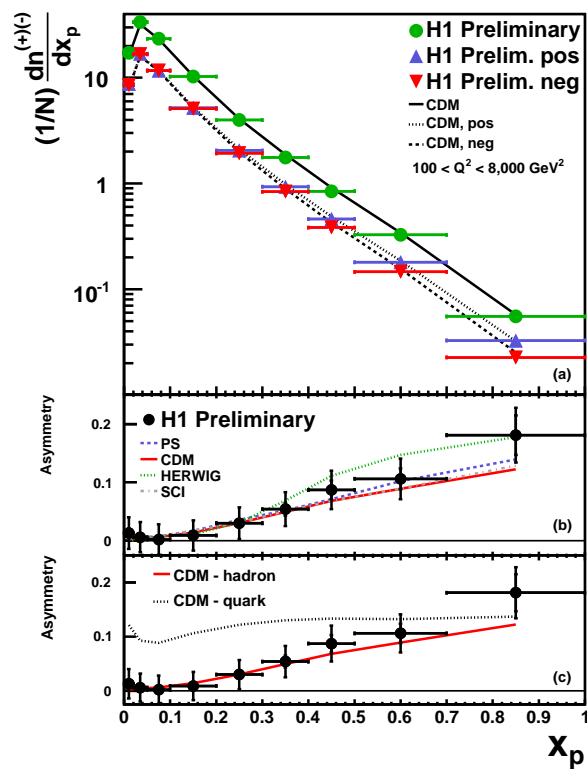 (1/N) dn(+)(-)/dxp
10
1
10-1
H1 Preliminary
H1 Prelim. pos
H1 Prelim. neg
CDM
CDM, pos
CDM, neg
100 < Q2 < 8,000 GeV2
(a)
Asymmetry
0.2
0.1
0
H1 Preliminary
PS
CDM
HERWIG
SCI
(b)
Asymmetry
0.2
0.1
0
CDM - hadron
CDM - quark
(c)
0 0.1 0.2 0.3 0.4 0.5 0.6 0.7 0.8 0.9 1
xp